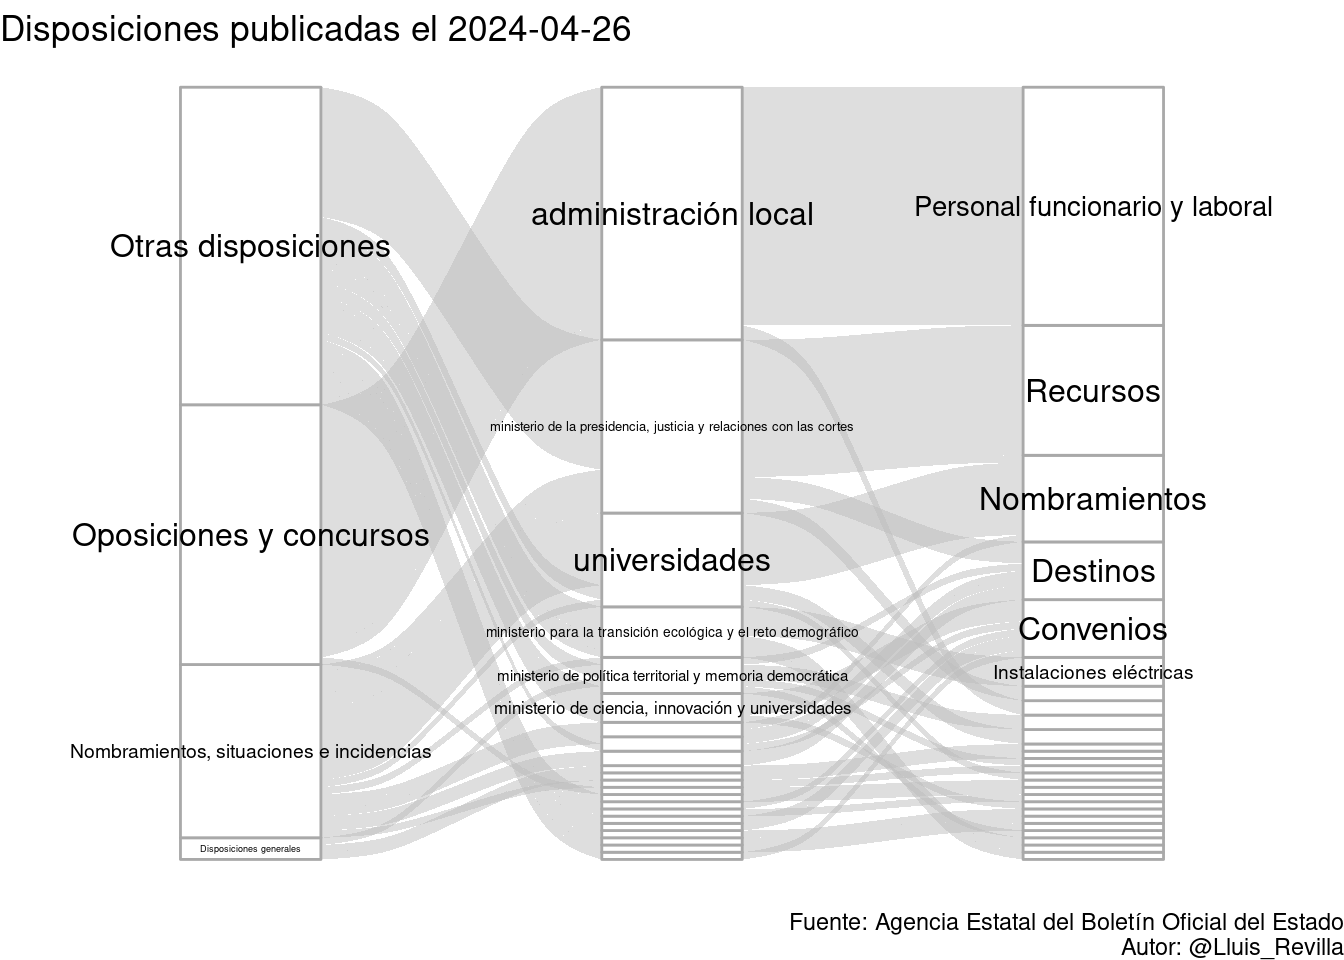 Disposiciones publicadas el 2024-04-26
Otras disposiciones
Oposiciones y concursos
Nombramientos, situaciones e incidencias
Disposiciones generales
administración local
ministerio de la presidencia, justicia y relaciones con las cortes
universidades
ministerio para la transición ecológica y el reto demográfico
ministerio de política territorial y memoria democrática
ministerio de ciencia, innovación y universidades
Personal funcionario y laboral
Recursos
Nombramientos
Destinos
Convenios
Instalaciones eléctricas
Fuente: Agencia Estatal del Boletín Oficial del Estado
Autor: @Lluis_Revilla